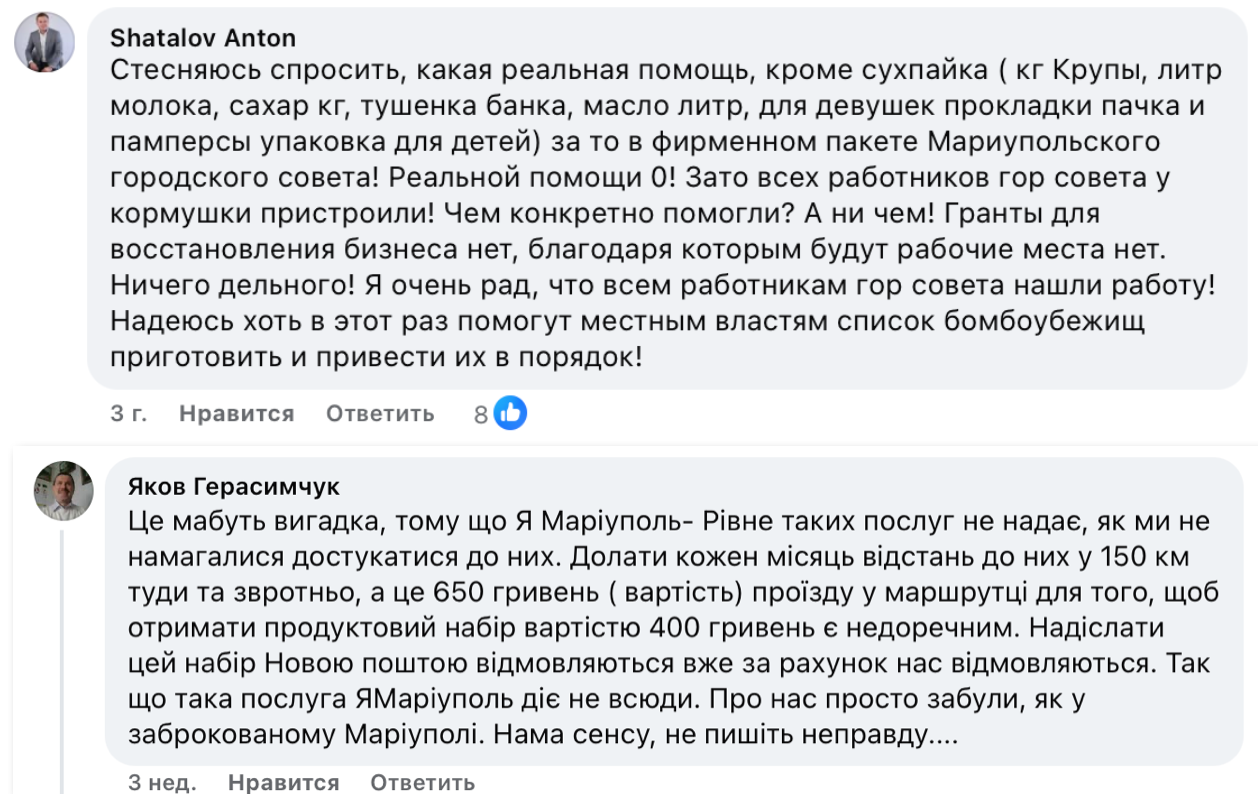 Shatalov Anton
Стесняюсь спросить, какая реальная помощь, кроме сухпайка ( кг Крупы, литр
молока, сахар кг, тушенка банка, масло литр, для девушек прокладки пачка и
памперсы упаковка для детей) за то в фирменном пакете Мариупольского
городского совета! Реальной помощи 0! Зато всех работников гор совета у
кормушки пристроили! Чем конкретно помогли? А ни чем! Гранты для
восстановления бизнеса нет, благодаря которым будут рабочие места нет.
Ничего дельного! Я очень рад, что всем работникам гор совета нашли работу!
Надеюсь хоть в этот раз помогут местным властям список бомбоубежищ
приготовить и привести их в порядок!
3 г. Нравится Ответить 8
Яков Герасимчук
Це мабуть вигадка, тому що Я Маріуполь- Рівне таких послуг не надає, як ми не
намагалися достукатися до них. Долати кожен місяць відстань до них у 150 км
туди та звротньо, а це 650 гривень ( вартість) проїзду у маршрутці для того, щоб
отримати продуктовий набір вартістю 400 гривень є недоречним. Надіслати
цей набір Новою поштою відмовляються вже за рахунок нас відмовляються. Так
що така послуга ЯМаріуполь діє не всюди. Про нас просто забули, як у
заброкованому Маріуполі. Нама сенсу, не пишіть неправду....
3 нед. Нравится Ответить